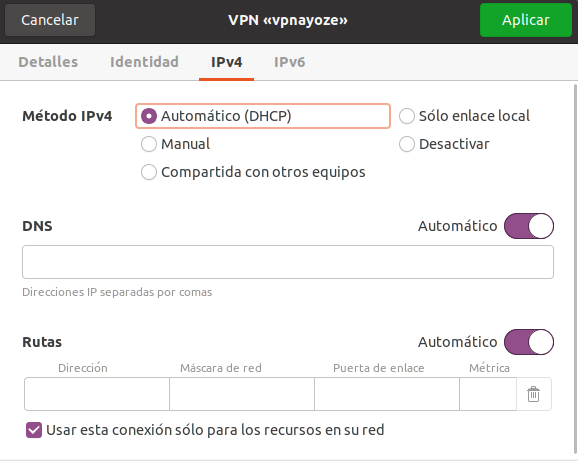 Cancelar
VPN «vpnayoze»
Aplicar
Detalles Identidad IPv4 IPv6
Método IPv4 Automático (DHCP) Sólo enlace local
Manual Desactivar
Compartida con otros equipos
DNS Automático
Direcciones IP separadas por comas
Rutas Automático
Dirección Máscara de red Puerta de enlace Métrica
Usar esta conexión sólo para los recursos en su red